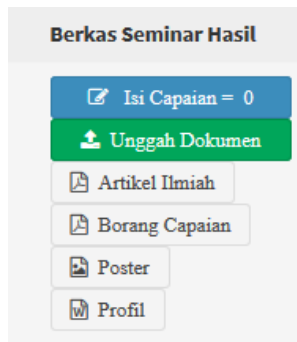 Berkas Seminar Hasil
Isi Capaian = 0
Unggah Dokumen
Artikel Ilmiah
Borang Capaian
Poster
Profil